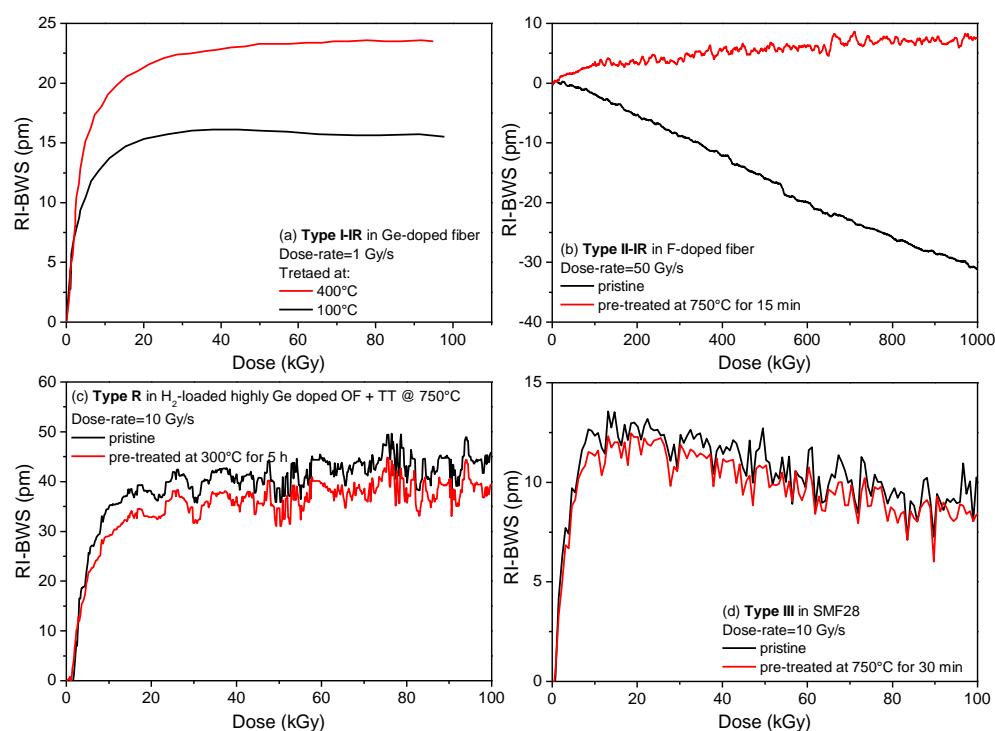 25
20
15
10
5
0
RI-BWS (pm)
(a) Type I-IR in Ge-doped fiber
Dose-rate=1 Gy/s
Tretaed at:
400°C
100°C
0 20 40 60 80 100
Dose (kGy)
10
0
-10
-20
-30
-40
RI-BWS (pm)
(b) Type II-IR in F-doped fiber
Dose-rate=50 Gy/s
pristine
pre-treated at 750°C for 15 min
0 200 400 600 800 1000
Dose (kGy)
60
50
40
30
20
10
0
RI-BWS (pm)
(c) Type R in H2-loaded highly Ge doped OF + TT @ 750°C
Dose-rate=10 Gy/s
pristine
pre-treated at 300°C for 5 h
0 20 40 60 80 100
Dose (kGy)
15
10
5
0
RI-BWS (pm)
(d) Type III in SMF28
Dose-rate=10 Gy/s
pristine
pre-treated at 750°C for 30 min
0 20 40 60 80 100
Dose (kGy)